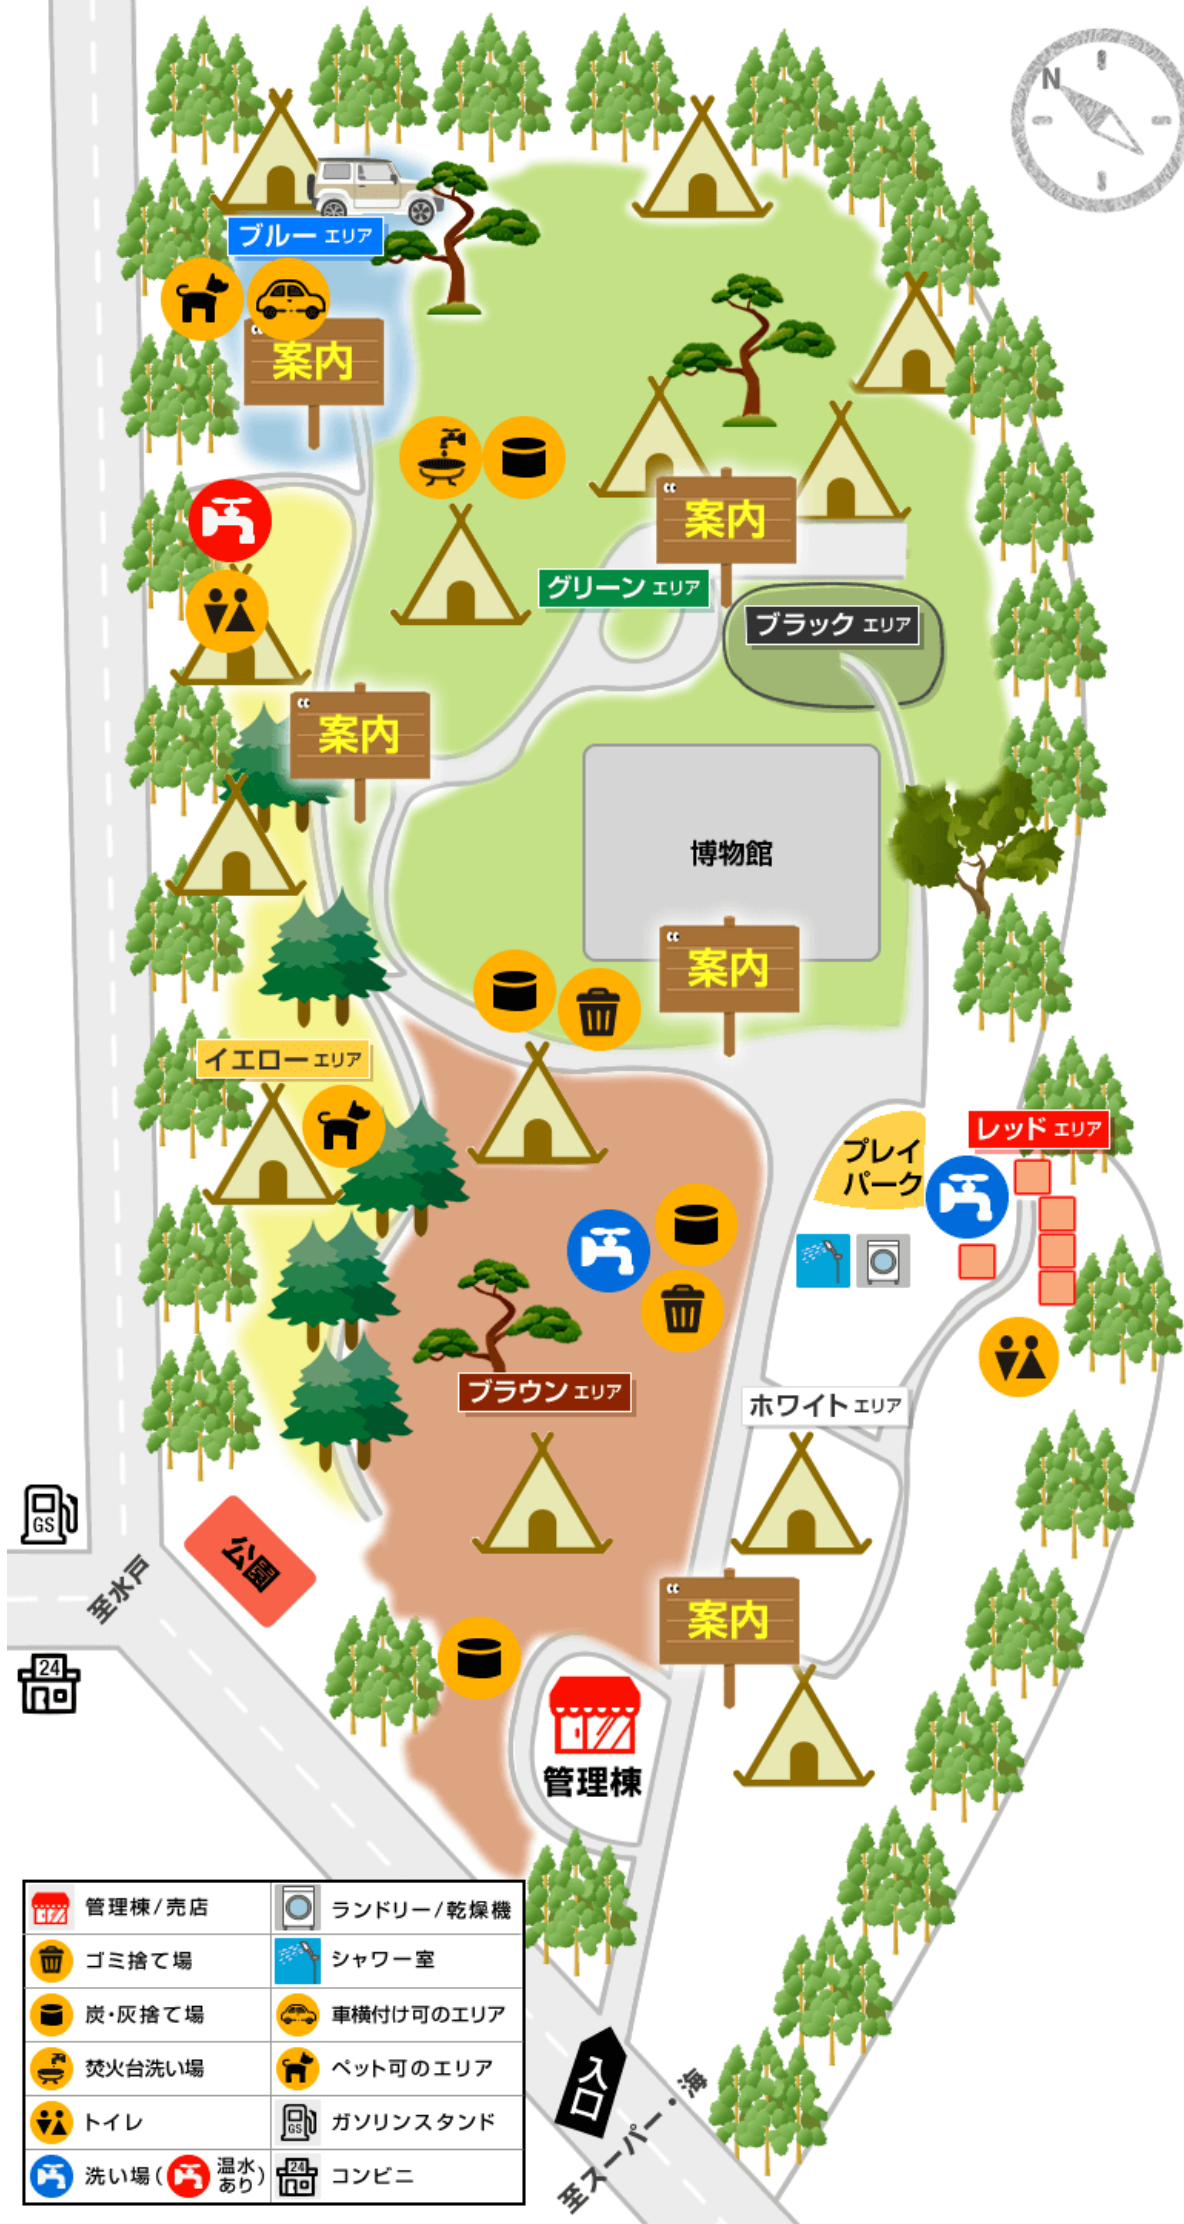 N
ブルー エリア
案内
案内
グリーン エリア
ブラック エリア
案内
博物館
案内
イエロー エリア
レッド エリア
プレイ
パーク
ブラウン エリア
ホワイト エリア
GS
公園
至水戸
24
案内
管理棟
管理棟/売店
ランドリー/乾燥機
ゴミ捨て場
シャワー室
炭・灰捨て場
車横付け可のエリア
焚火台洗い場
ペット可のエリア
トイレ
GS
ガソリンスタンド
洗い場(温水あり)
24
コンビニ
入口
至スーパー・海